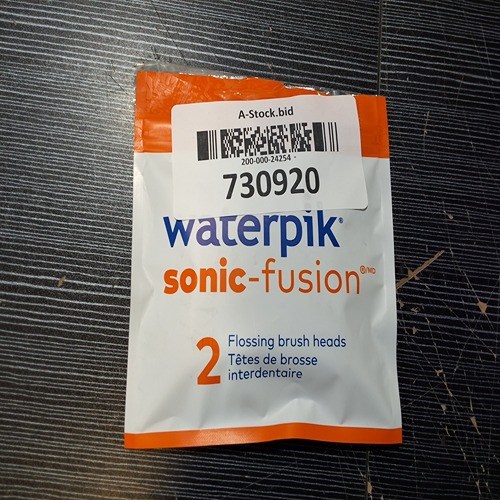 A-Stock.bid
200-000-24254
730920
waterpik®
sonic-fusion®/MD
2
Flossing brush heads
Têtes de brosse
interdentaire